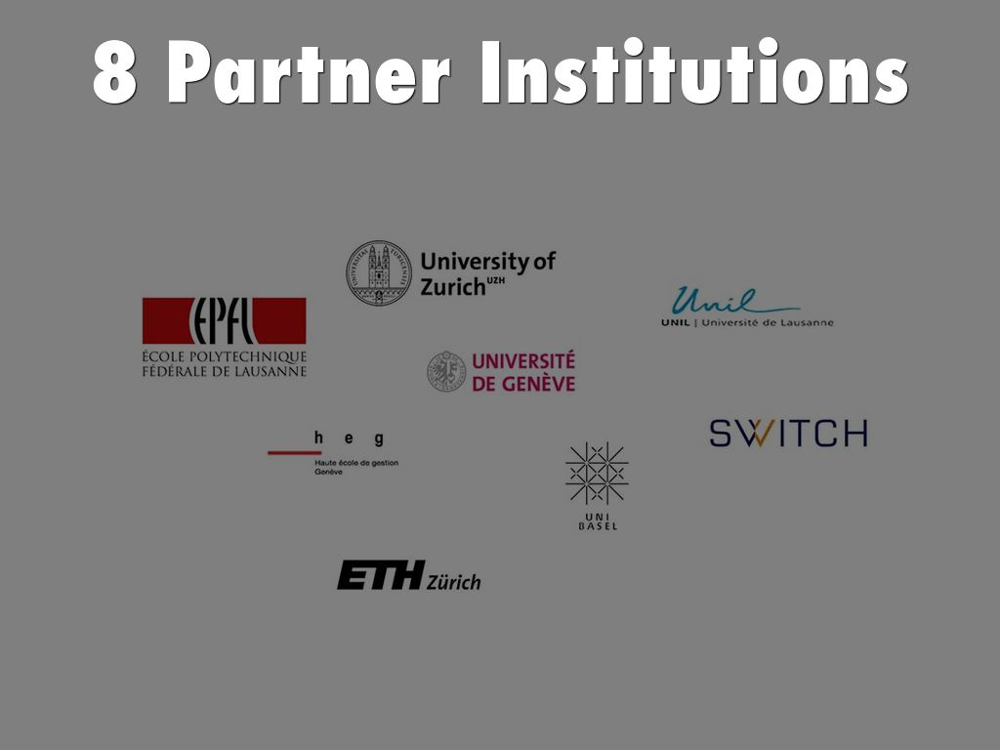 8 Partner Institutions
University of
Zurich UZH
Unil
UNIL | Université de Lausanne
EPFL
ÉCOLE POLYTECHNIQUE
FÉDÉRALE DE LAUSANNE
UNIVERSITÉ
DE GENÈVE
SWITCH
h e g
Haute école de gestion
Genève
UNI
BASEL
ETH Zürich